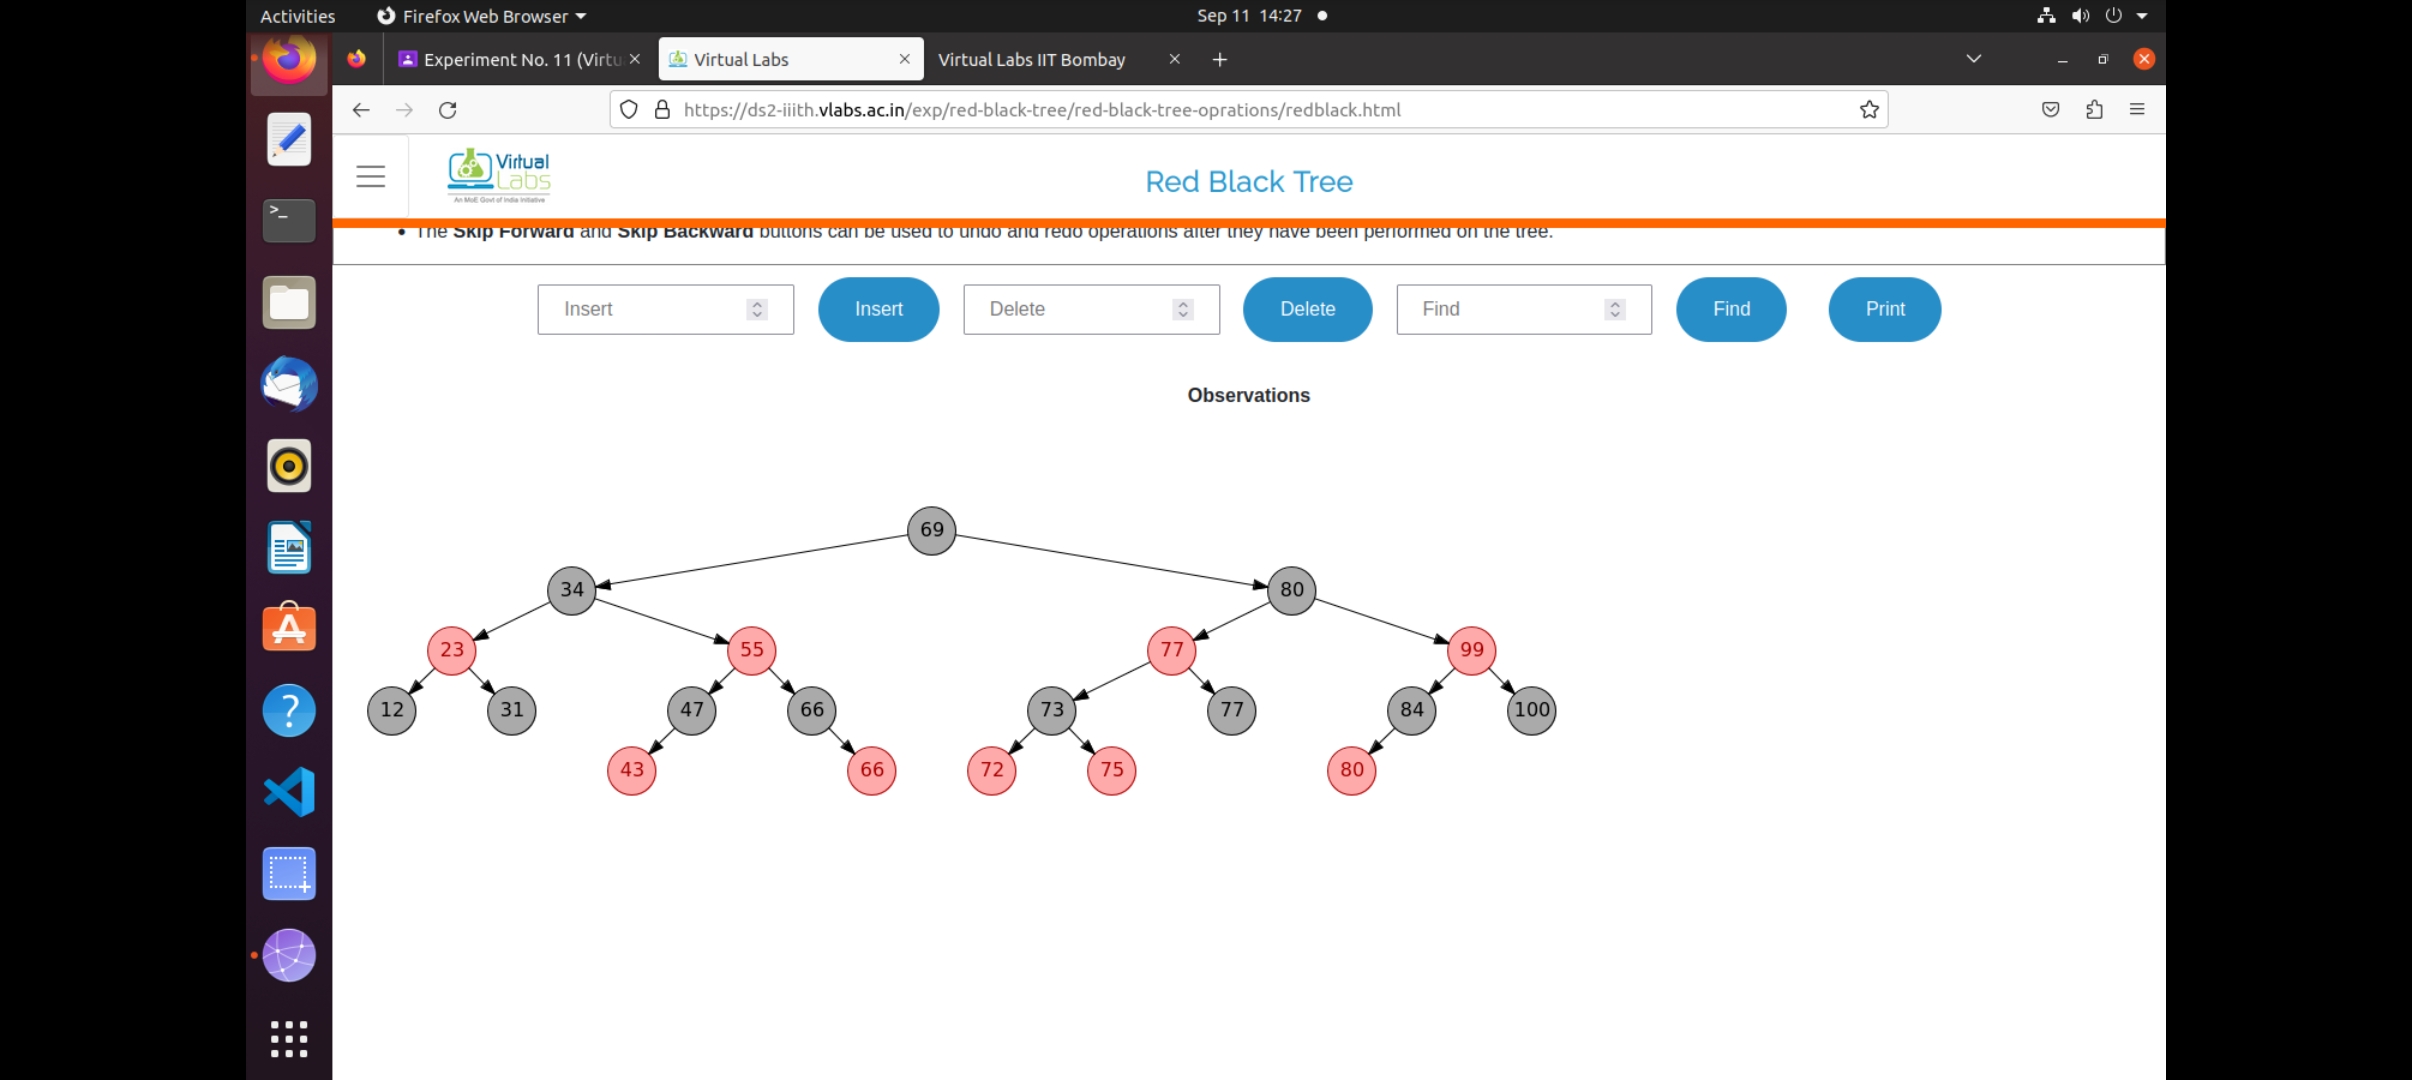 Activities Firefox Web Browser Sep 11 14:27
Experiment No. 11 (Virtu Virtual Labs Virtual Labs IIT Bombay
https://ds2-iiith.vlabs.ac.in/exp/red-black-tree/red-black-tree-oprations/redblack.html
Virtual
Labs
An MoE Govt of India Initiative
Red Black Tree
The Skip Forward and Skip Backward buttons can be used to undo and redo operations after they have been performed on the tree.
Insert Insert Delete Delete Find Find Print
Observations
69
34 80
23 55 77 99
12 31 47 66 73 77 84 100
43 66 72 75 80